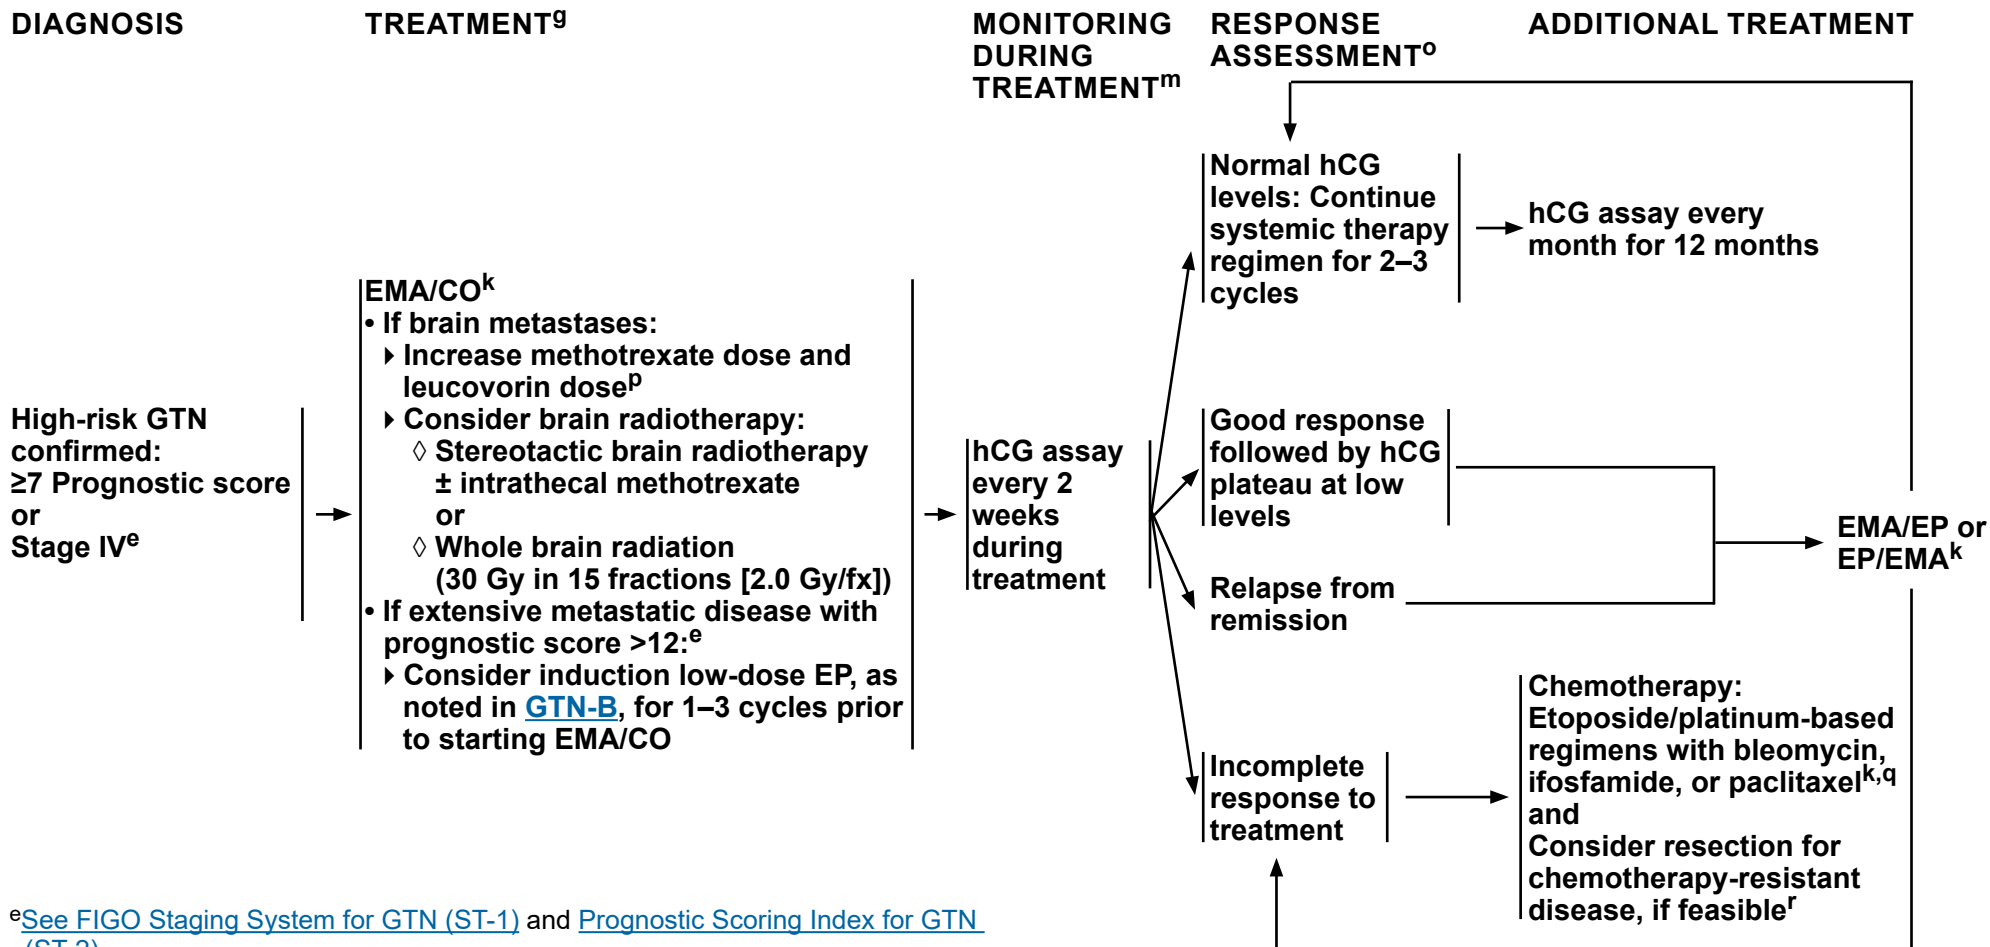 DIAGNOSIS
TREATMENTg
MONITORING
DURING
TREATMENTm
RESPONSE
ASSESSMENTo
ADDITIONAL TREATMENT
High-risk GTN
confirmed:
≥7 Prognostic score
or
Stage IVe
EMA/COk
• If brain metastases:
Increase methotrexate dose and
leucovorin dosep
Consider brain radiotherapy:
◊ Stereotactic brain radiotherapy
± intrathecal methotrexate
or
◊ Whole brain radiation
(30 Gy in 15 fractions [2.0 Gy/fx])
• If extensive metastatic disease with
prognostic score >12:e
Consider induction low-dose EP, as
noted in GTN-B, for 1–3 cycles prior
to starting EMA/CO
hCG assay
every 2
weeks
during
treatment
Normal hCG
levels: Continue
systemic therapy
regimen for 2–3
cycles
hCG assay every
month for 12 months
Good response
followed by hCG
plateau at low
levels
Relapse from
remission
EMA/EP or
EP/EMAk
Incomplete
response to
treatment
Chemotherapy:
Etoposide/platinum-based
regimens with bleomycin,
ifosfamide, or paclitaxelk,q
and
Consider resection for
chemotherapy-resistant
disease, if feasibler
eSee FIGO Staging System for GTN (ST-1) and Prognostic Scoring Index for GTN